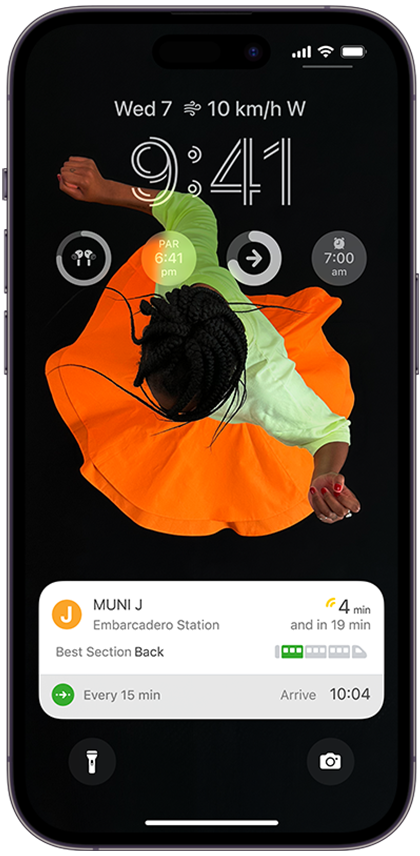 Wed 7 10 km/h W
9:41
PAR
6:41
pm
7:00
am
J
MUNI J
4 min
Embarcadero Station
and in 19 min
Best Section Back
Every 15 min
Arrive 10:04